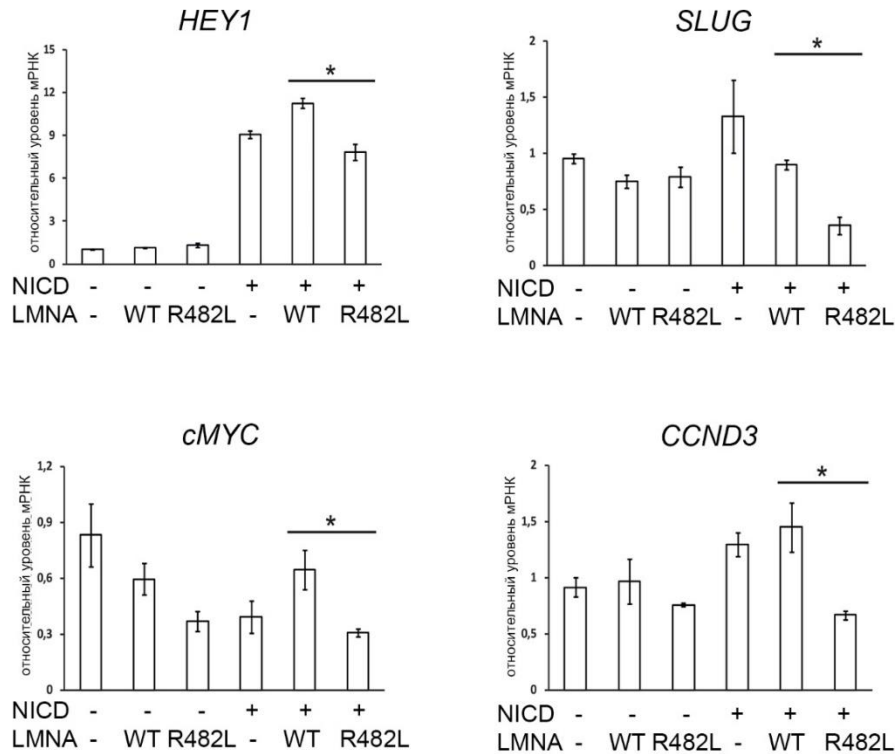 HEY1
относительный уровень мРНК
15
12
9
6
3
0
*
NICD - - - + + +
LMNA - WT R482L - WT R482L
SLUG
относительный уровень мРНК
2
1,5
1
0,5
0
*
NICD - - - + + +
LMNA - WT R482L - WT R482L
cMYC
относительный уровень мРНК
1,2
0,9
0,6
0,3
0
*
NICD - - - + + +
LMNA - WT R482L - WT R482L
CCND3
относительный уровень мРНК
2
1,5
1
0,5
0
*
NICD - - - + + +
LMNA - WT R482L - WT R482L